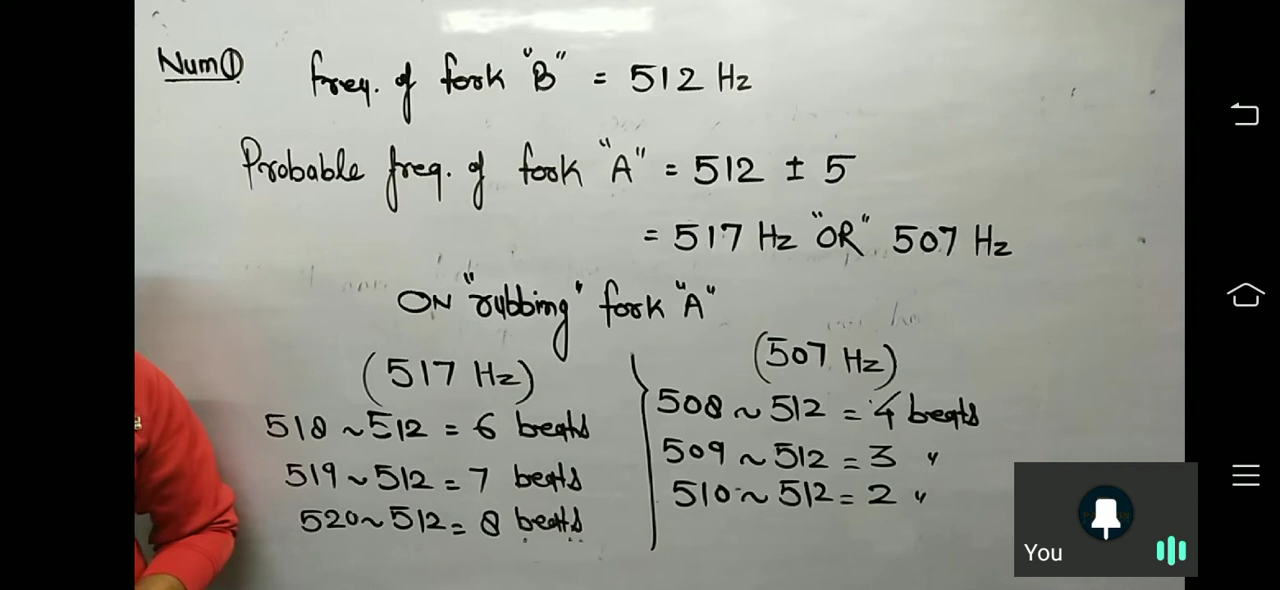 Num①
Freq. of fork "B" = 512 Hz
Probable freq. of fork "A" = 512 ± 5
= 517 Hz "OR" 507 Hz
ON "rubbing" fork "A"
(517 Hz)
518 ~ 512 = 6 beats
519 ~ 512 = 7 beats
520 ~ 512 = 8 beats
(507 Hz)
508 ~ 512 = 4 beats
509 ~ 512 = 3 "
510 ~ 512 = 2 "
You